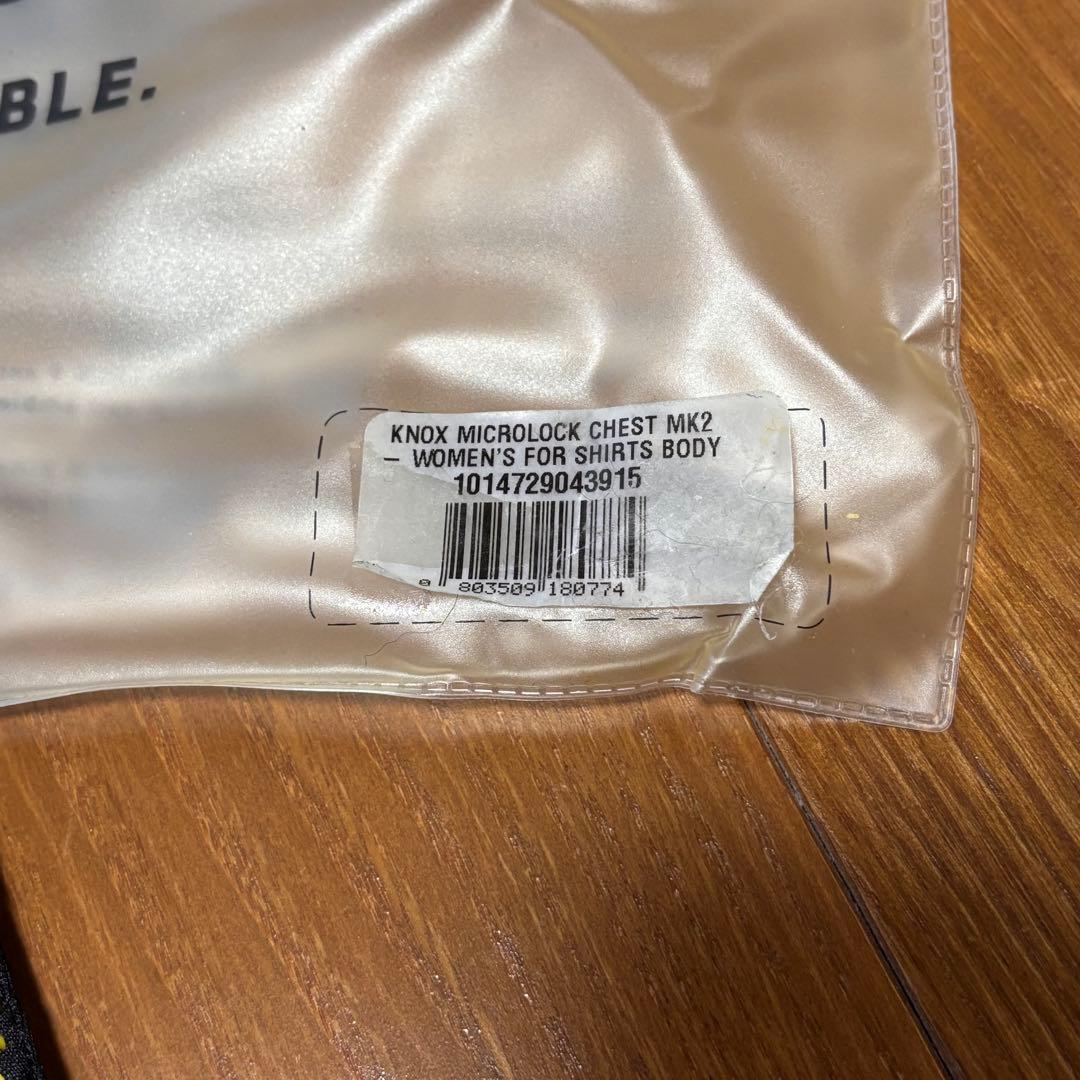 BLE.
KNOX MICROLOCK CHEST MK2
– WOMEN'S FOR SHIRTS BODY
1014729043915
8 803509 180774